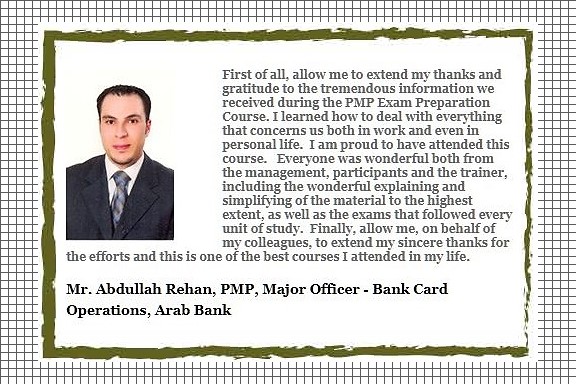 First of all, allow me to extend my thanks and
gratitude to the tremendous information we
received during the PMP Exam Preparation
Course. I learned how to deal with everything
that concerns us both in work and even in
personal life.  I am proud to have attended this
course.   Everyone was wonderful both from
the management, participants and the trainer,
including the wonderful explaining and
simplifying of the material to the highest
extent, as well as the exams that followed every
unit of study.  Finally, allow me, on behalf of
my colleagues, to extend my sincere thanks for
the efforts and this is one of the best courses I attended in my life.
Mr. Abdullah Rehan, PMP, Major Officer - Bank Card
Operations, Arab Bank